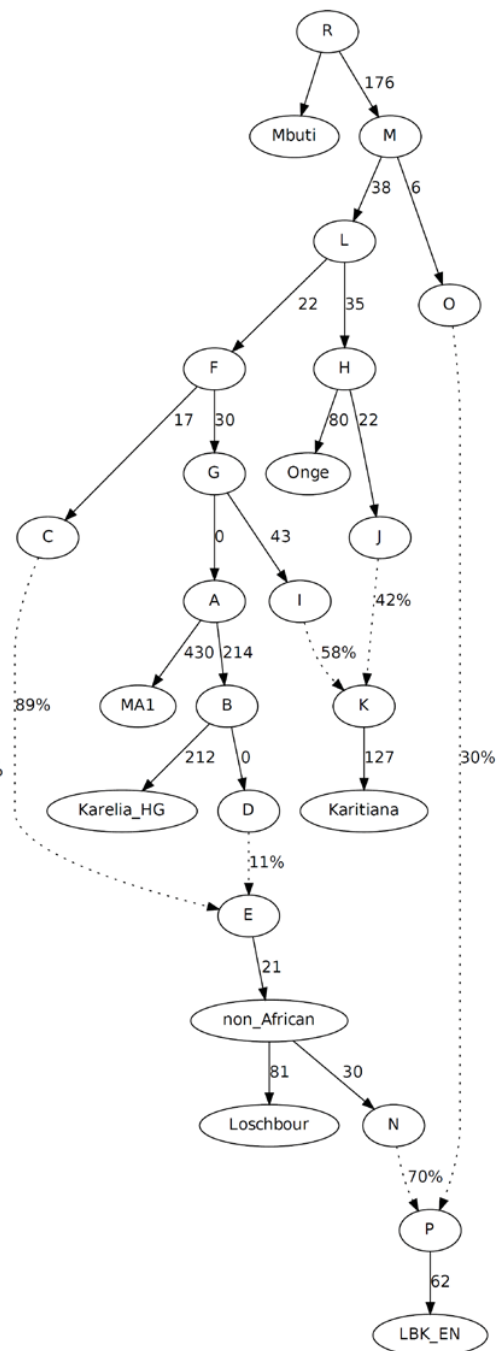 R
176
Mbuti
M
38
6
L
22
35
O
F
H
17
30
80
22
G
Onge
C
0
43
J
A
I
42%
430
214
58%
89%
MA1
B
K
212
0
127
30%
Karelia_HG
D
Karitiana
11%
E
21
non_African
81
30
Loschbour
N
70%
P
62
LBK_EN